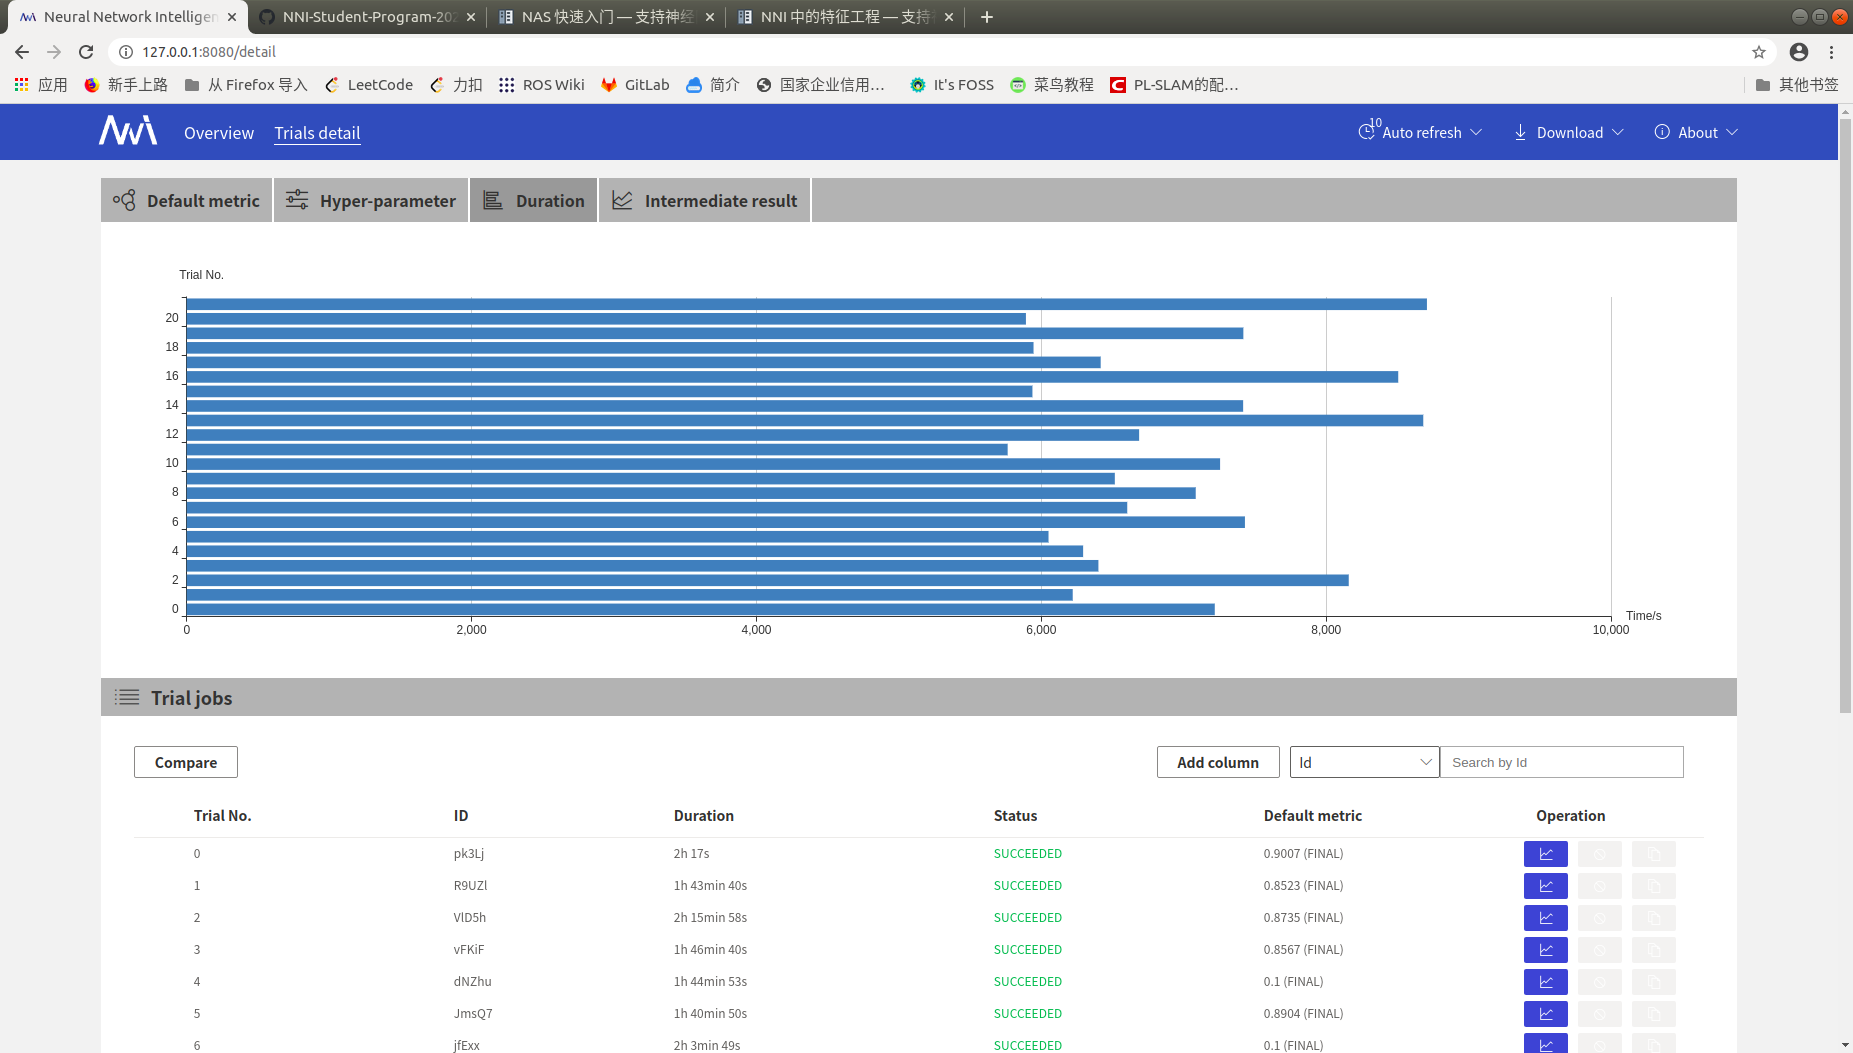 Neural Network Intelligen
NNI-Student-Program-202
NAS 快速入门 — 支持神经
NNI 中的特征工程 — 支持
127.0.0.1:8080/detail
应用
新手上路
从 Firefox 导入
LeetCode
力扣
ROS Wiki
GitLab
简介
国家企业信用…
It's FOSS
菜鸟教程
PL-SLAM的配…
其他书签
Overview
Trials detail
10
Auto refresh
Download
About
Default metric
Hyper-parameter
Duration
Intermediate result
Trial No.
20
18
16
14
12
10
8
6
4
2
0
0 2,000 4,000 6,000 8,000 10,000
Time/s
Trial jobs
Compare
Add column
Id
Search by Id
Trial No. ID Duration Status Default metric Operation
0 pk3Lj 2h 17s SUCCEEDED 0.9007 (FINAL)
1 R9UZl 1h 43min 40s SUCCEEDED 0.8523 (FINAL)
2 VlD5h 2h 15min 58s SUCCEEDED 0.8735 (FINAL)
3 vFKiF 1h 46min 40s SUCCEEDED 0.8567 (FINAL)
4 dNZhu 1h 44min 53s SUCCEEDED 0.1 (FINAL)
5 JmsQ7 1h 40min 50s SUCCEEDED 0.8904 (FINAL)
6 jfExx 2h 3min 49s SUCCEEDED 0.1 (FINAL)